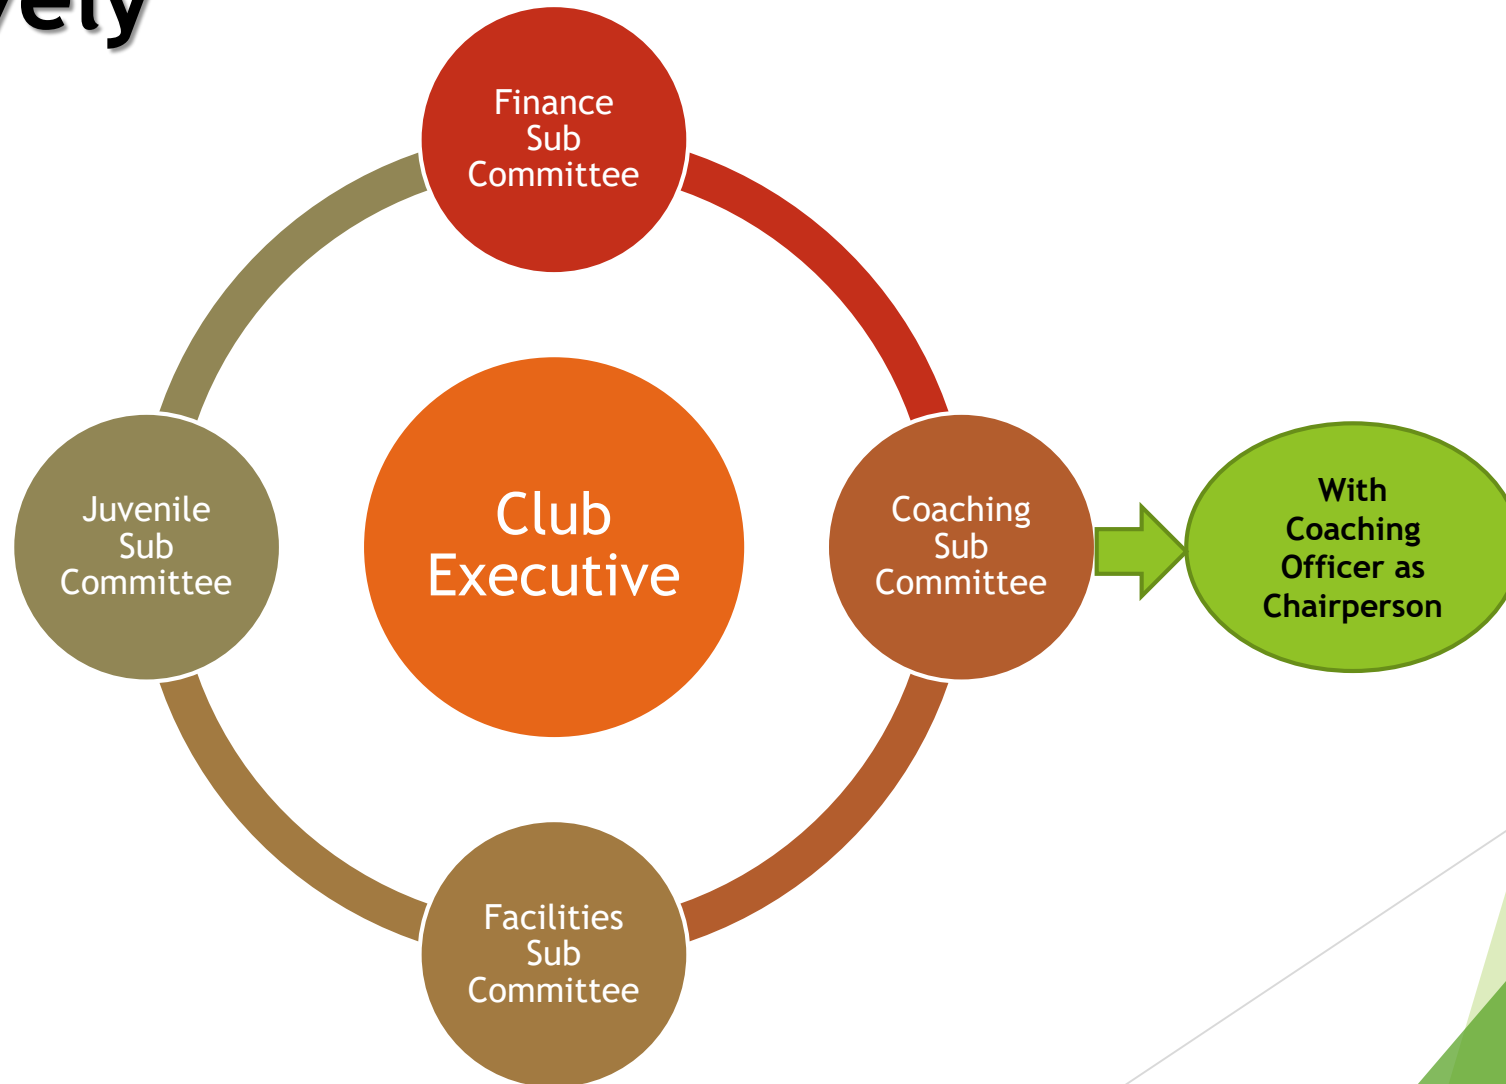 Finance
Sub
Committee
Juvenile
Sub
Committee
Club
Executive
Coaching
Sub
Committee
With
Coaching
Officer as
Chairperson
Facilities
Sub
Committee